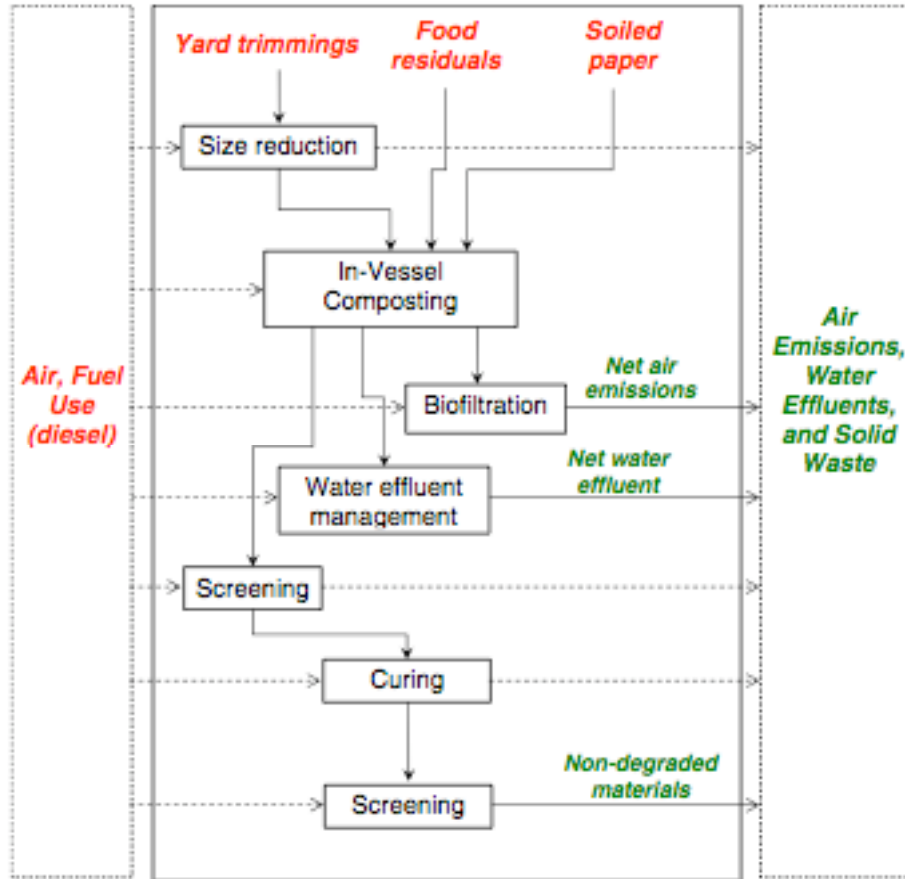 Yard trimmings
Food
residuals
Soiled
paper
Size reduction
In-Vessel
Composting
Air, Fuel
Use
(diesel)
Net air
emissions
Biofiltration
Air
Emissions,
Water
Effluents,
and Solid
Waste
Net water
effluent
Water effluent
management
Screening
Curing
Non-degraded
materials
Screening